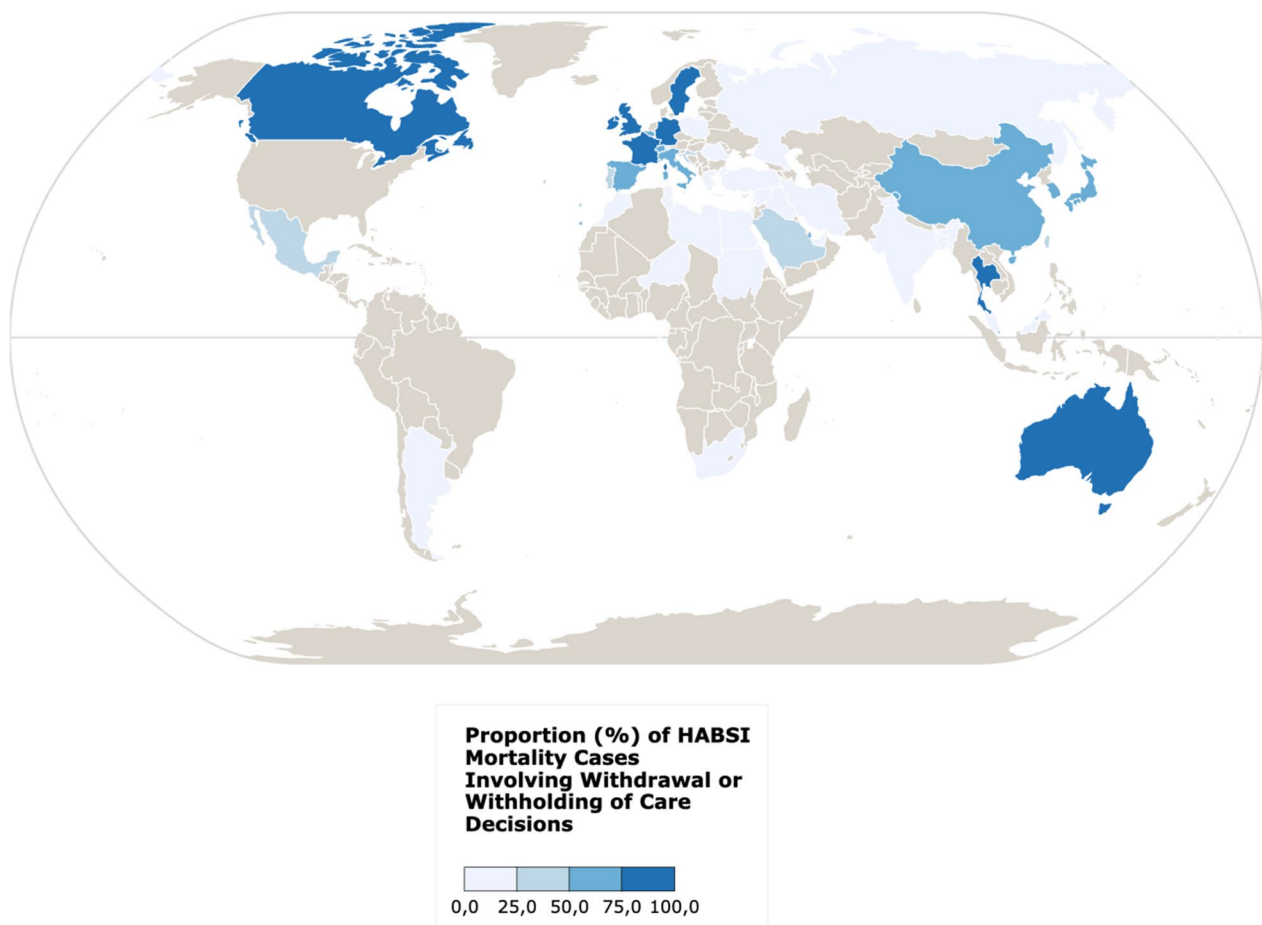 Proportion (%) of HABSI
Mortality Cases
Involving Withdrawal or
Withholding of Care
Decisions
0,0 25,0 50,0 75,0 100,0